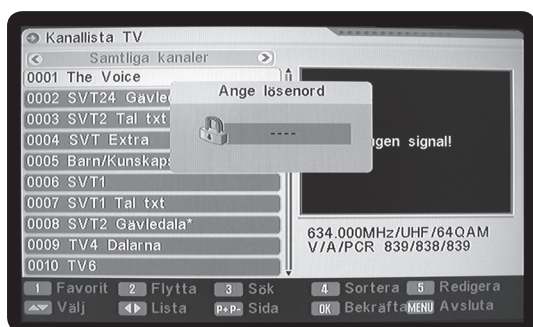 Kanallista TV
Samtliga kanaler
0001 The Voice
0002 SVT24 Gävle
0003 SVT2 Tal txt
0004 SVT Extra
0005 Barn/Kunskaps
0006 SVT1
0007 SVT1 Tal txt
0008 SVT2 Gävledala*
0009 TV4 Dalarna
0010 TV6
Ange lösenord
----
ngen signal!
634.000MHz/UHF/64QAM
V/A/PCR 839/838/839
1 Favorit 2 Flytta 3 Sök 4 Sortera 5 Redigera
Välj Lista P+P- Sida OK Bekräfta MENU Avsluta